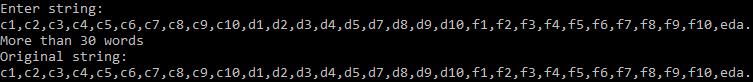 Enter string:
c1,c2,c3,c4,c5,c6,c7,c8,c9,c10,d1,d2,d3,d4,d5,d7,d8,d9,d10,f1,f2,f3,f4,f5,f6,f7,f8,f9,f10,eda.
More than 30 words
Original string:
c1,c2,c3,c4,c5,c6,c7,c8,c9,c10,d1,d2,d3,d4,d5,d7,d8,d9,d10,f1,f2,f3,f4,f5,f6,f7,f8,f9,f10,eda.